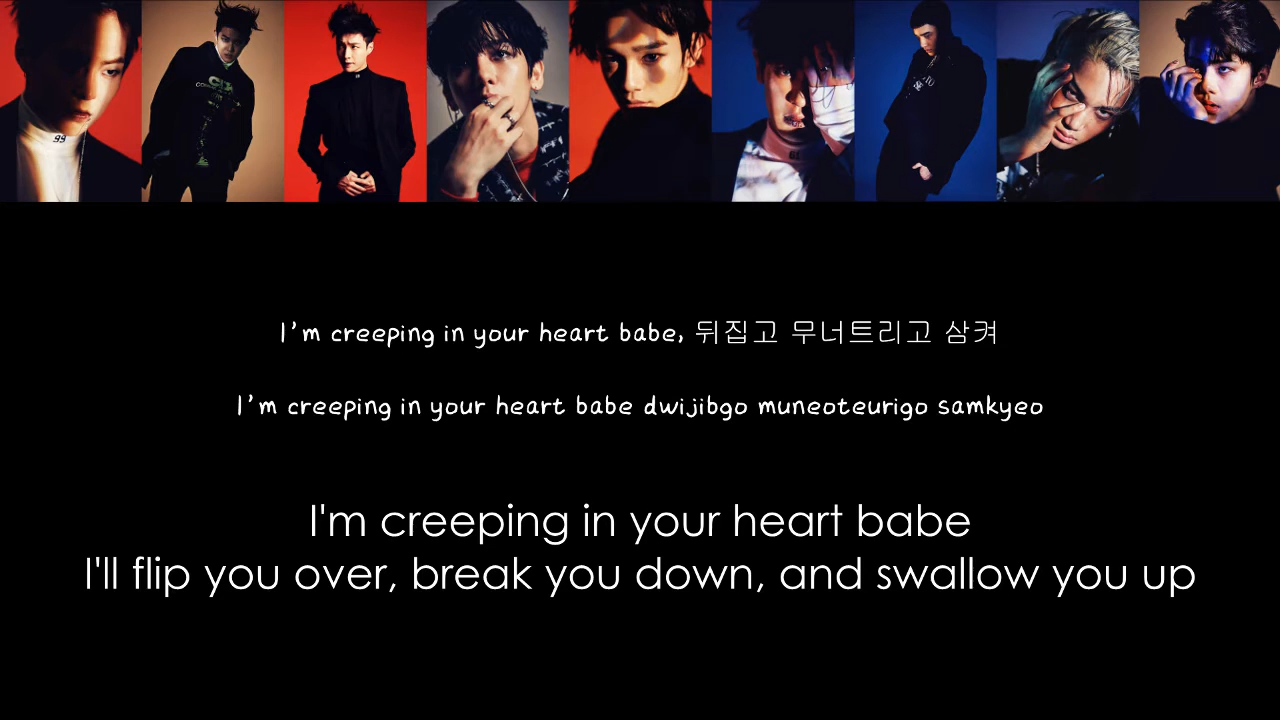 I'm creeping in your heart babe, 뒤집고 무너트리고 삼켜
I'm creeping in your heart babe dwijibgo muneoteurigo samkyeo
I'm creeping in your heart babe
I'll flip you over, break you down, and swallow you up